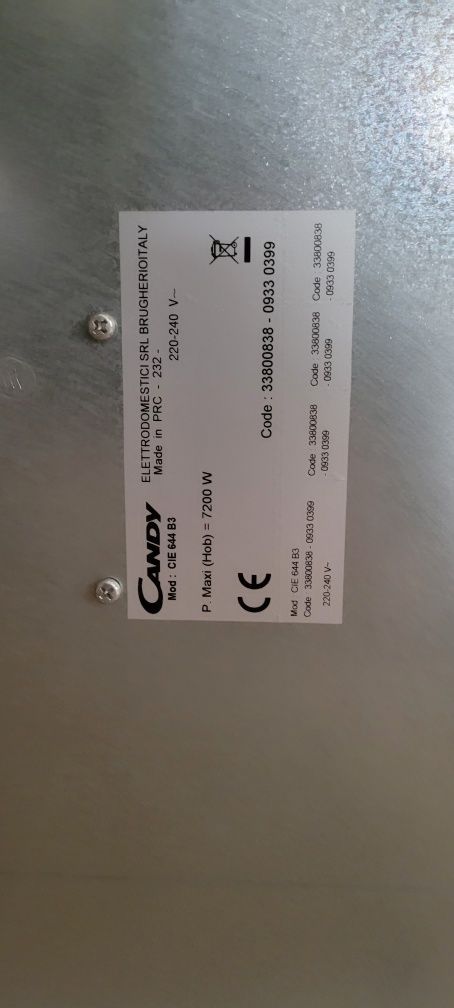 CANDY
ELETTRODOMESTICI SRL BRUGHERIOITALY
Made in PRC - 232 -
Mod : CIE 644 B3
220-240 V~
P. Maxi (Hob) = 7200 W
CE
Code : 33800838 - 0933 0399
Mod CIE 644 B3
Code 33800838 - 0933 0399
220-240 V~
Code 33800838
- 0933 0399
Code 33800838
- 0933 0399
Code 33800838
- 0933 0399